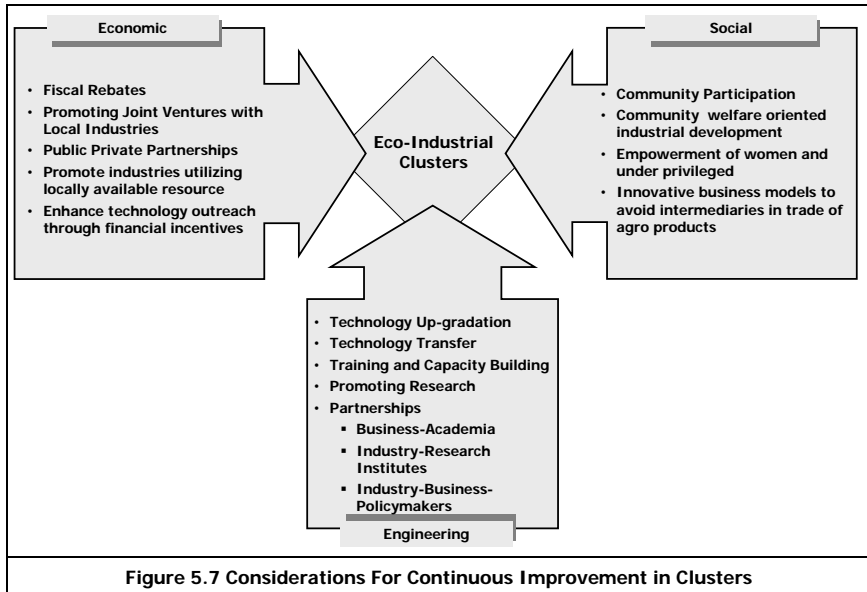 Economic
• Fiscal Rebates
• Promoting Joint Ventures with
Local Industries
• Public Private Partnerships
• Promote industries utilizing
locally available resource
• Enhance technology outreach
through financial incentives
Eco-Industrial
Clusters
Social
• Community Participation
• Community welfare oriented
industrial development
• Empowerment of women and
under privileged
• Innovative business models to
avoid intermediaries in trade of
agro products
• Technology Up-gradation
• Technology Transfer
• Training and Capacity Building
• Promoting Research
• Partnerships
▪ Business-Academia
▪ Industry-Research
Institutes
▪ Industry-Business-
Policymakers
Engineering
Figure 5.7 Considerations For Continuous Improvement in Clusters